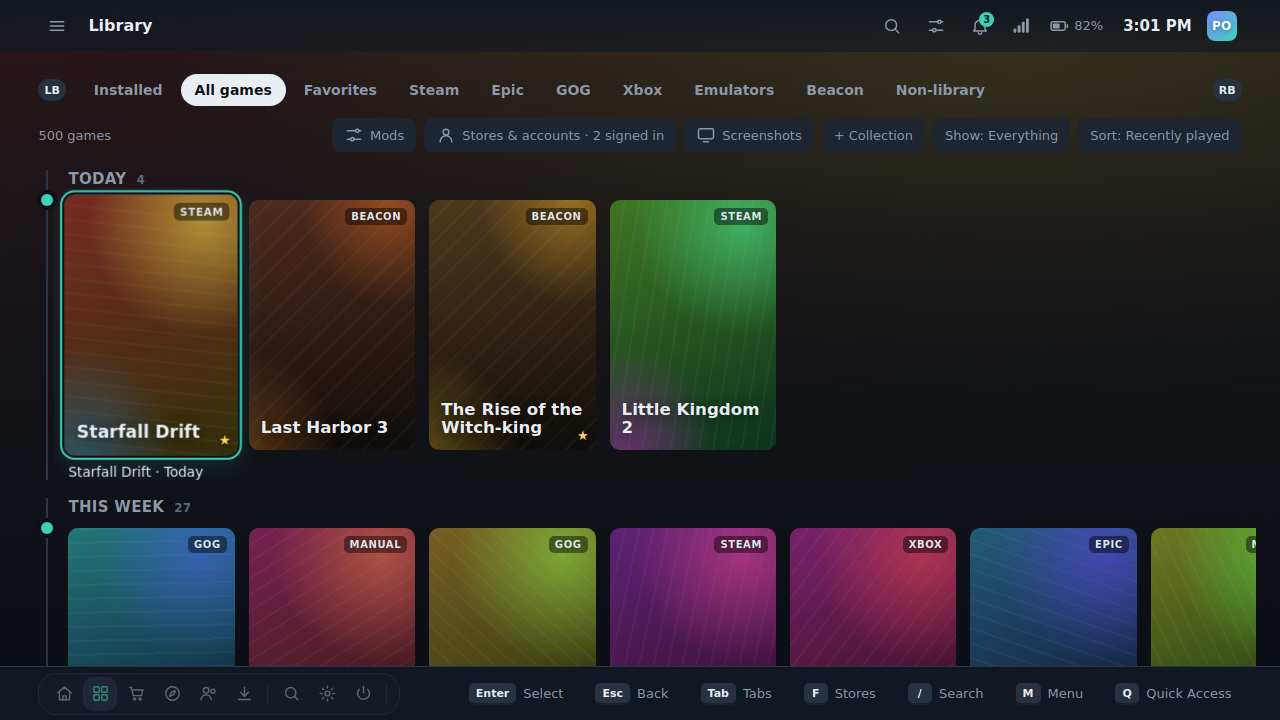 Library
3
82%
3:01 PM
PO
LB
Installed
All games
Favorites
Steam
Epic
GOG
Xbox
Emulators
Beacon
Non-library
RB
500 games
Mods
Stores & accounts · 2 signed in
Screenshots
+ Collection
Show: Everything
Sort: Recently played
TODAY 4
STEAM
Starfall Drift
★
BEACON
Last Harbor 3
BEACON
The Rise of the
Witch-king
★
STEAM
Little Kingdom
2
Starfall Drift · Today
THIS WEEK 27
GOG
MANUAL
GOG
STEAM
XBOX
EPIC
Enter Select
Esc Back
Tab Tabs
F Stores
/ Search
M Menu
Q Quick Access